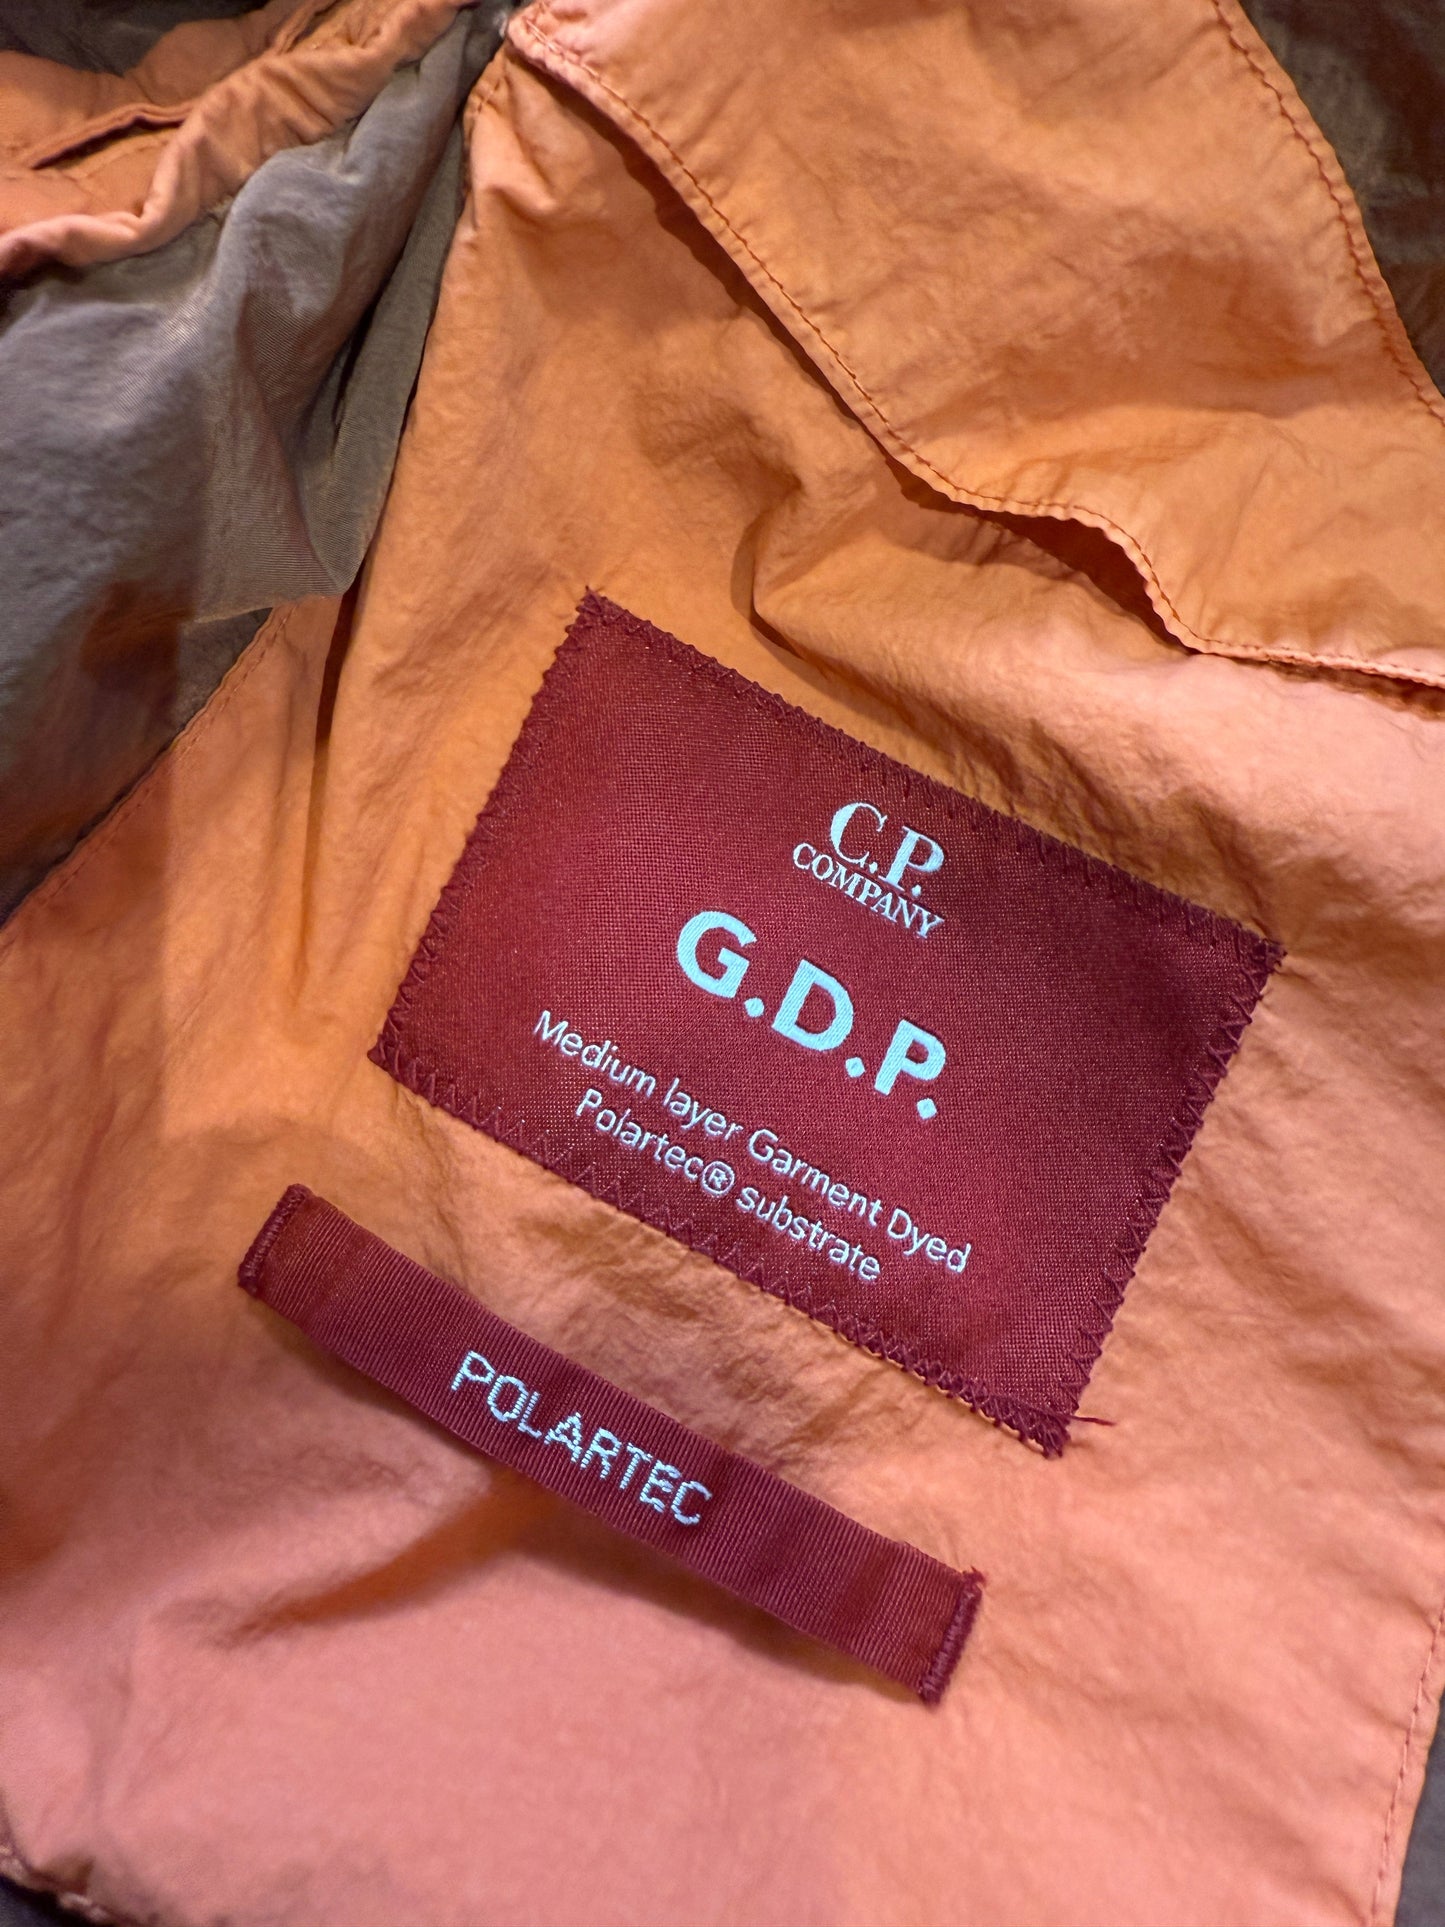 C.P.
COMPANY
G.D.P.
Medium layer Garment Dyed
Polartec® substrate
POLARTEC